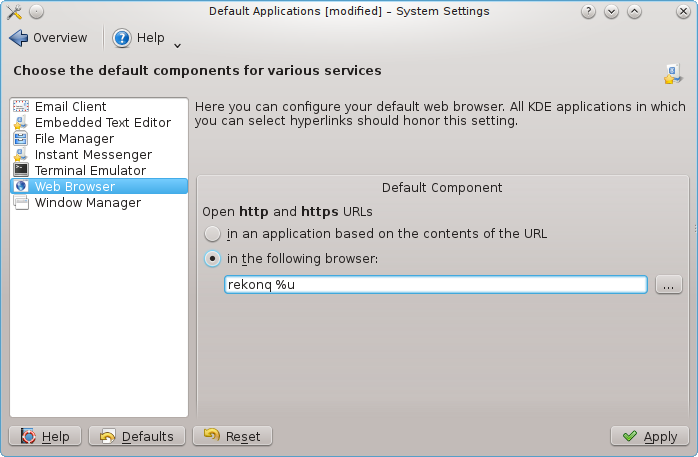 Default Applications [modified] – System Settings
Overview
Help
Choose the default components for various services
Email Client
Embedded Text Editor
File Manager
Instant Messenger
Terminal Emulator
Web Browser
Window Manager
Here you can configure your default web browser. All KDE applications in which
you can select hyperlinks should honor this setting.
Default Component
Open http and https URLs
in an application based on the contents of the URL
in the following browser:
rekonq %u
...
Help
Defaults
Reset
Apply